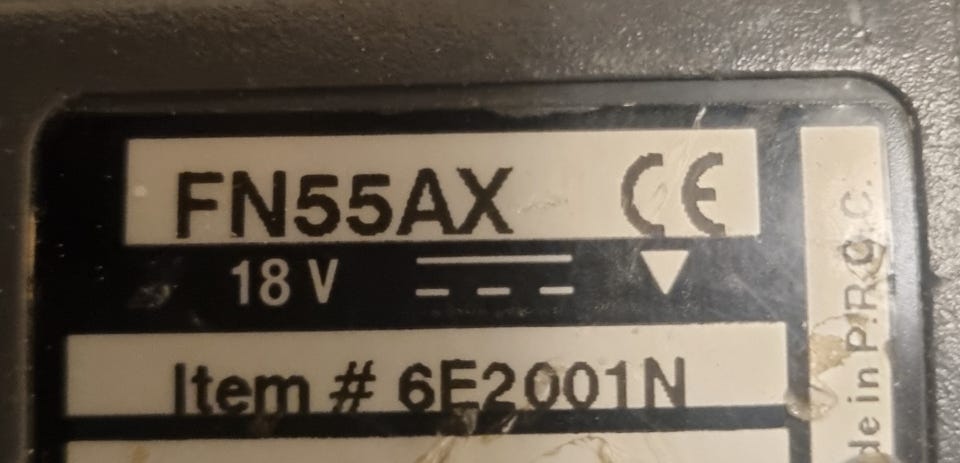 FN55AX CE
18 V
Item # 6E2001N
de in P.R.O.C.